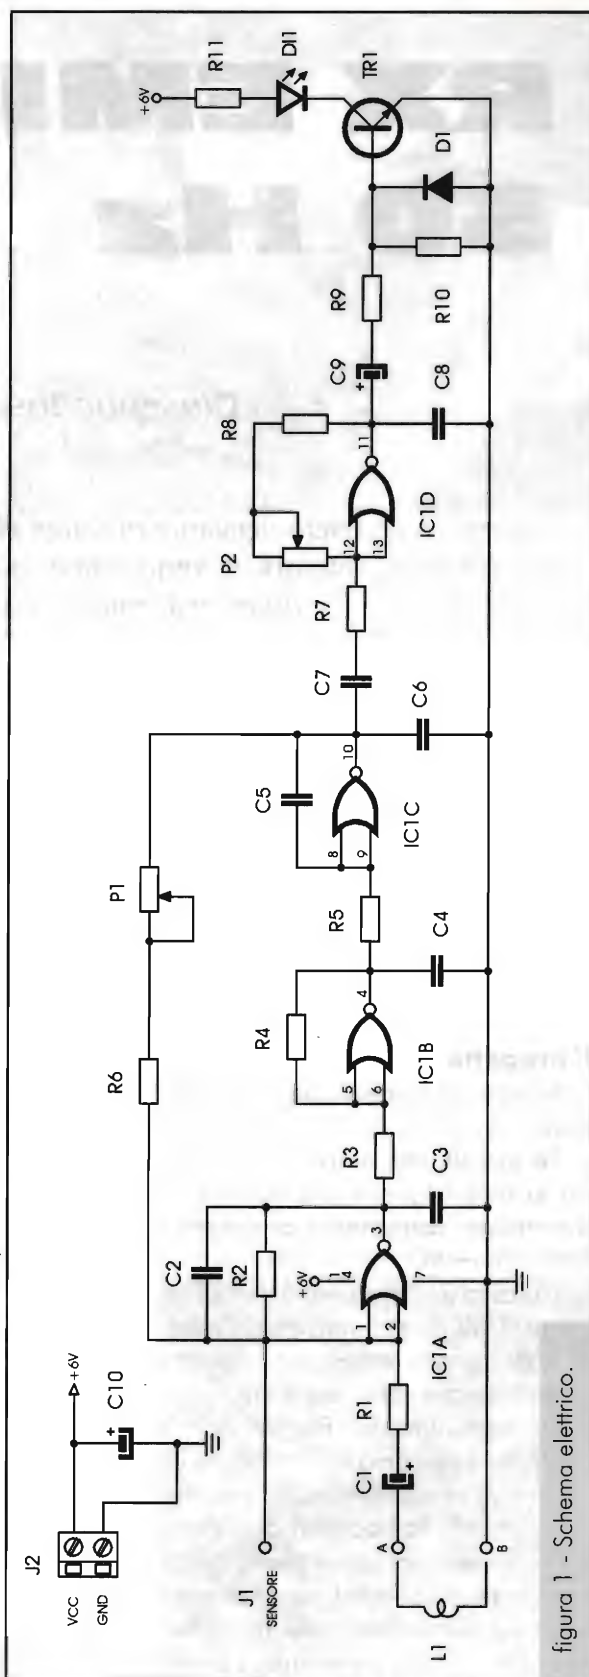 J2
VCC
GND
+6V
+
C10
J1
SENSORE
L1
A
B
C1
+
R1
C2
R2
1
2
3
+6V
14
7
IC1A
R6
P1
R3
C3
R4
5
6
4
IC1B
C4
R5
C5
8
9
10
IC1C
C6
C7
R7
P2
R8
12
13
11
IC1D
C8
C9
+
R9
R10
D1
TR1
+6V
R11
Dl1
figura 1 - Schema elettrico.